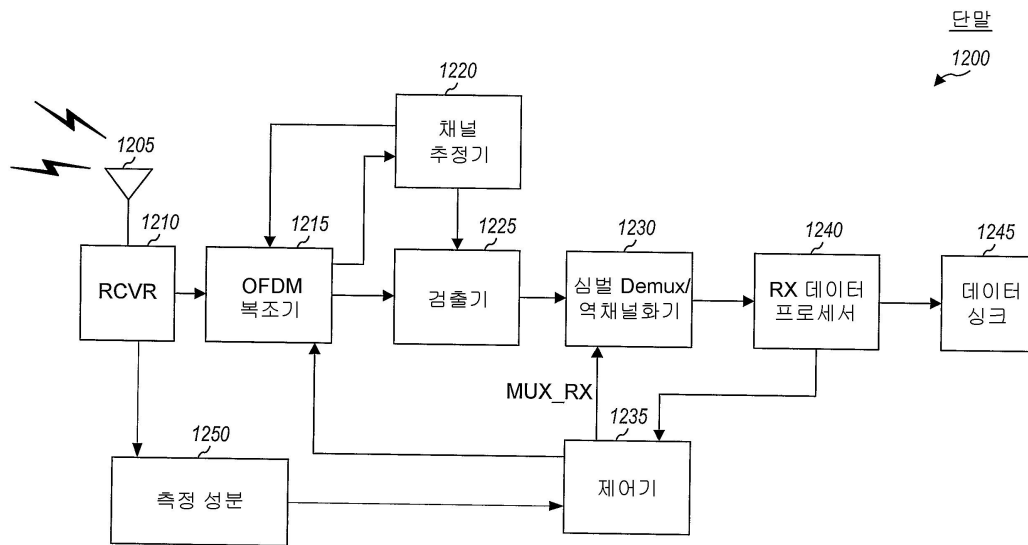 단말
1200
1220
채널
추정기
1205
1210
RCVR
1215
OFDM
복조기
1225
검출기
1230
심벌 Demux/
역채널화기
1240
RX 데이터
프로세서
1245
데이터
싱크
MUX_RX
1235
제어기
1250
측정 성분